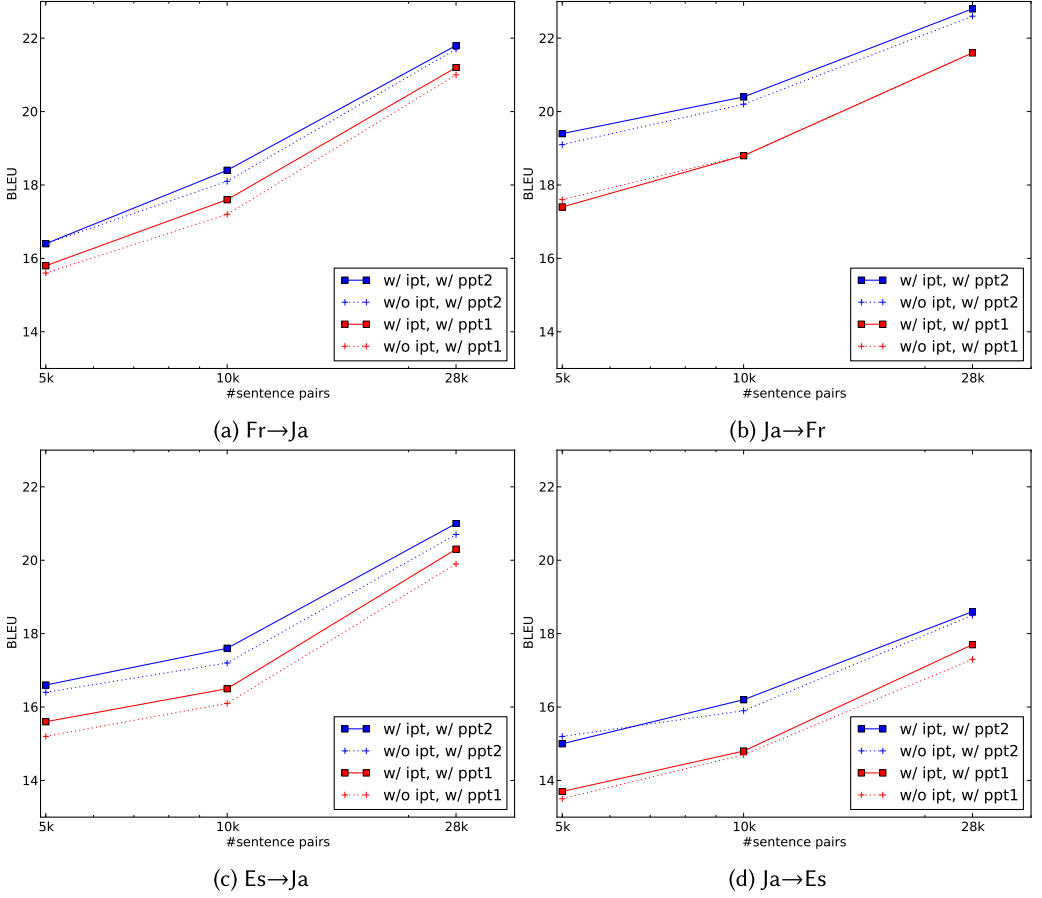 22
20
18
16
14
BLEU
w/ ipt, w/ ppt2
w/o ipt, w/ ppt2
w/ ipt, w/ ppt1
w/o ipt, w/ ppt1
5k 10k 28k
#sentence pairs
(a) Fr→Ja
22
20
18
16
14
BLEU
w/ ipt, w/ ppt2
w/o ipt, w/ ppt2
w/ ipt, w/ ppt1
w/o ipt, w/ ppt1
5k 10k 28k
#sentence pairs
(b) Ja→Fr
22
20
18
16
14
BLEU
w/ ipt, w/ ppt2
w/o ipt, w/ ppt2
w/ ipt, w/ ppt1
w/o ipt, w/ ppt1
5k 10k 28k
#sentence pairs
(c) Es→Ja
22
20
18
16
14
BLEU
w/ ipt, w/ ppt2
w/o ipt, w/ ppt2
w/ ipt, w/ ppt1
w/o ipt, w/ ppt1
5k 10k 28k
#sentence pairs
(d) Ja→Es